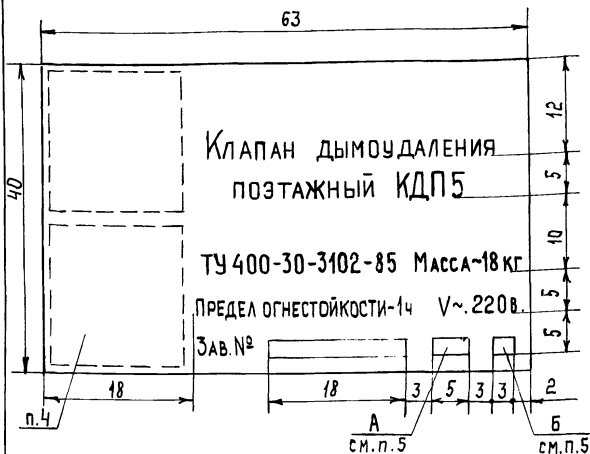 63
40
12
Клапан дымоудаления
5
поэтажный КДП5
10
ТУ 400-30-3102-85 Масса~18 кг
5
Предел огнестойкости-1ч V~.220в.
5
Зав. №
18 18 3 5 3 3 2
п.4 А Б
см.п.5 см.п.5